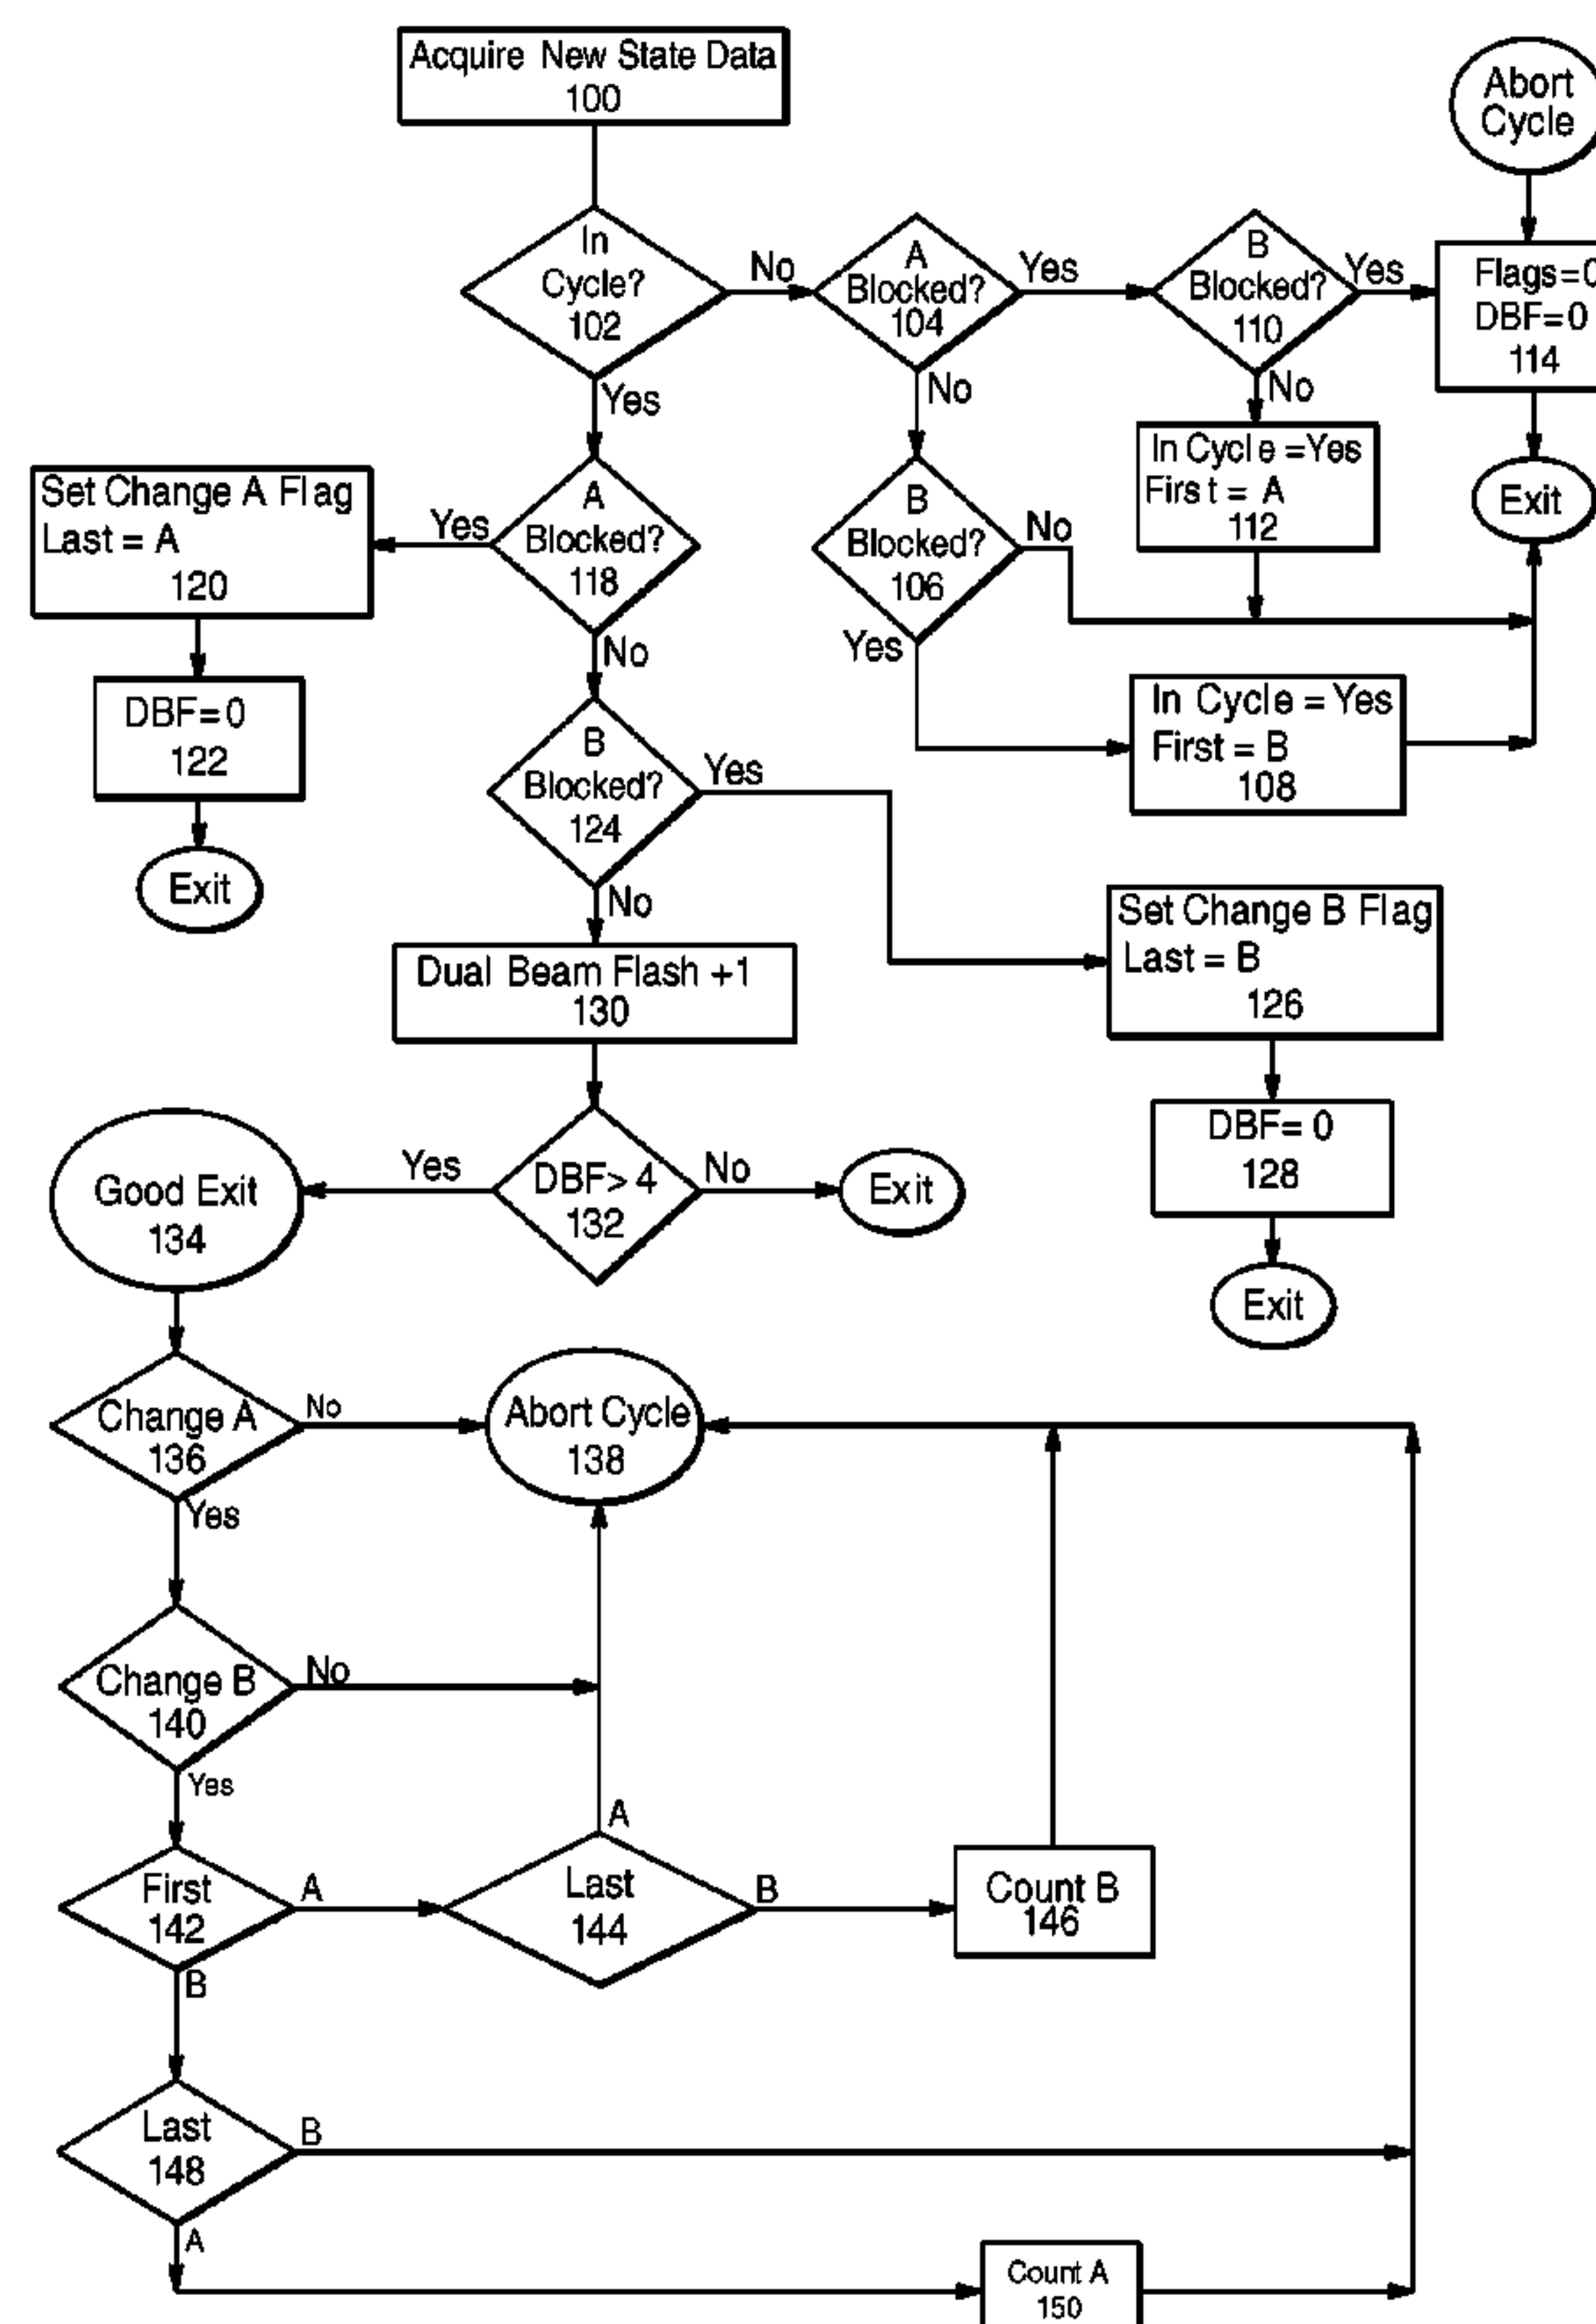 Acquire New State Data
100
Abort
Cycle
In
Cycle?
102
No
A
Blocked?
104
Yes
B
Blocked?
110
Yes
Flags=0
DBF=0
114
Yes
No
No
In Cycle =Yes
First = A
112
Exit
Set Change A Flag
Last = A
120
Yes
A
Blocked?
118
B
Blocked?
106
No
No
Yes
DBF=0
122
B
Blocked?
124
Yes
In Cycle = Yes
First = B
108
Exit
No
Set Change B Flag
Last = B
126
Dual Beam Flash +1
130
DBF= 0
128
Good Exit
134
Yes
DBF> 4
132
No
Exit
Exit
Change A
136
No
Abort Cycle
138
Yes
Change B
140
No
Yes
First
142
A
A
Last
144
B
Count B
146
B
Last
148
B
A
Count A
150